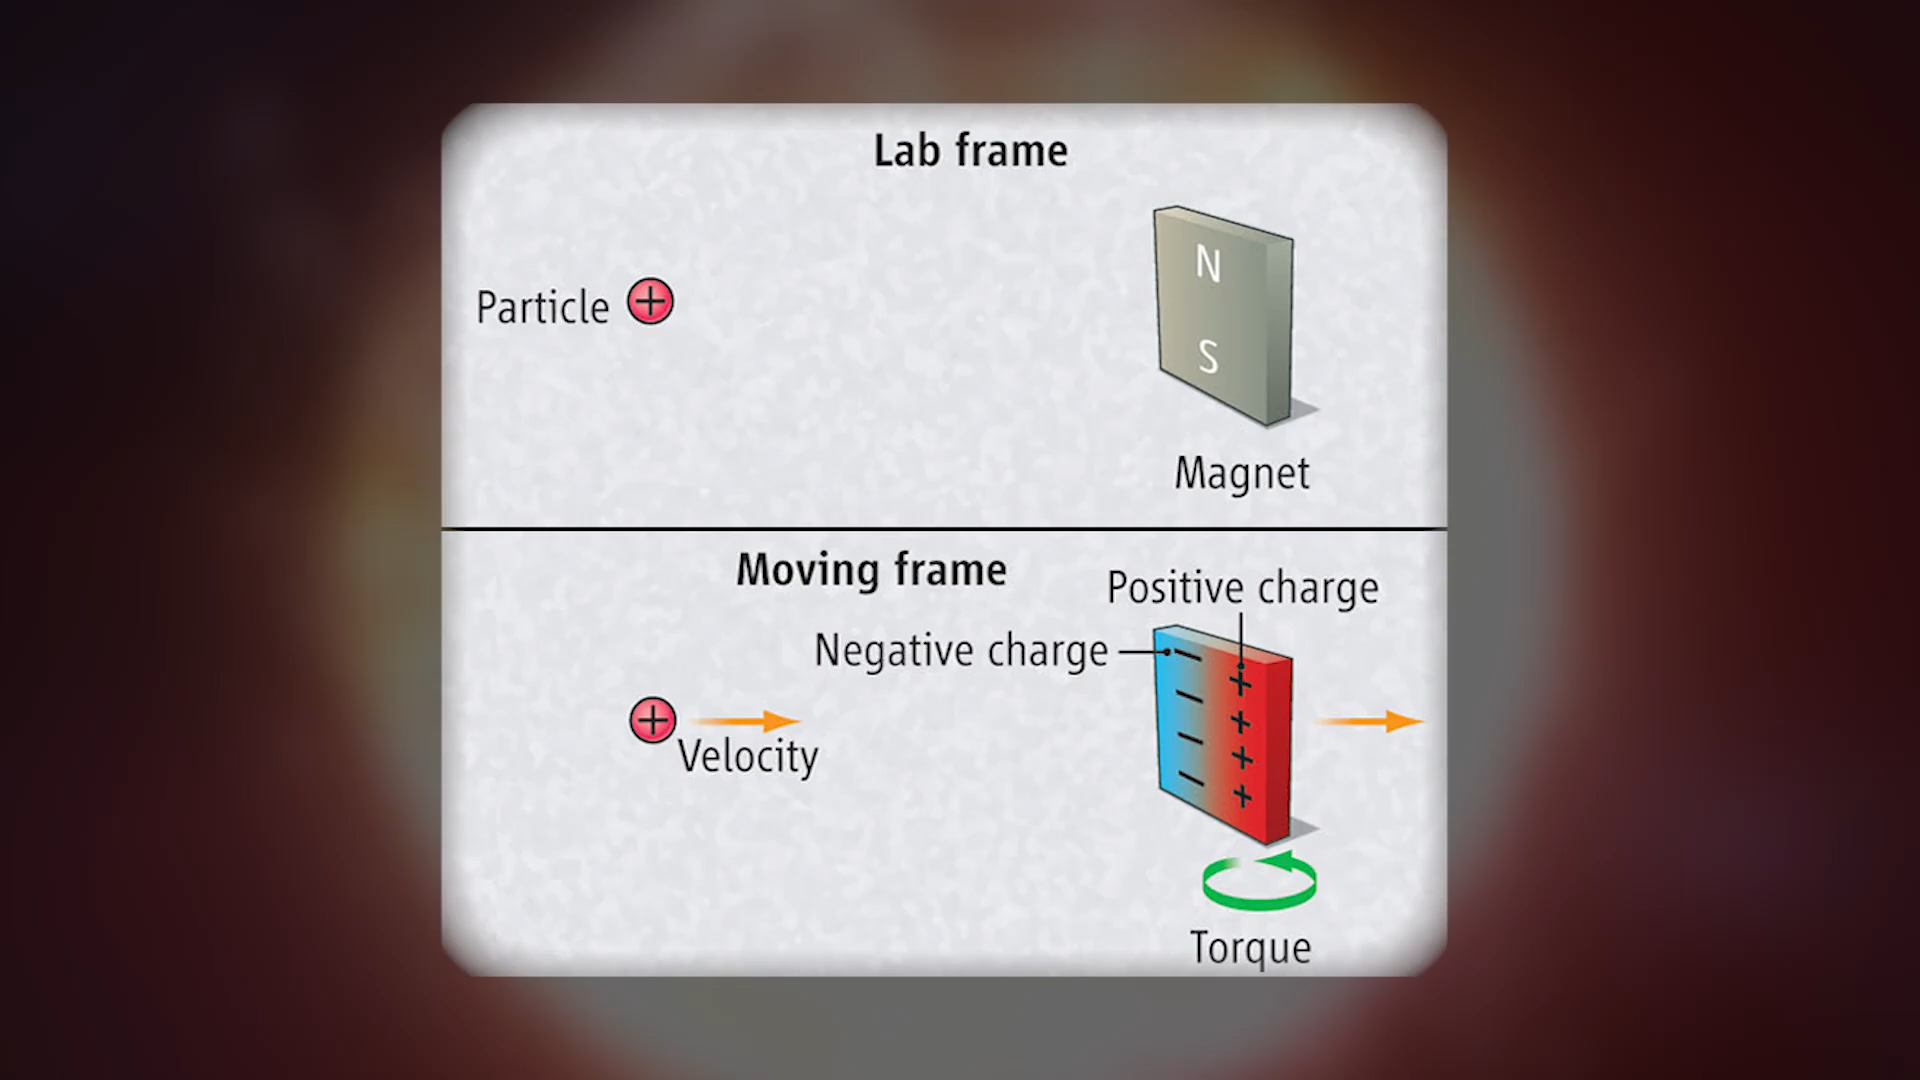 Lab frame
Particle +
N
S
Magnet
Moving frame
Positive charge
Negative charge
+
Velocity
− +
− +
− +
− +
Torque